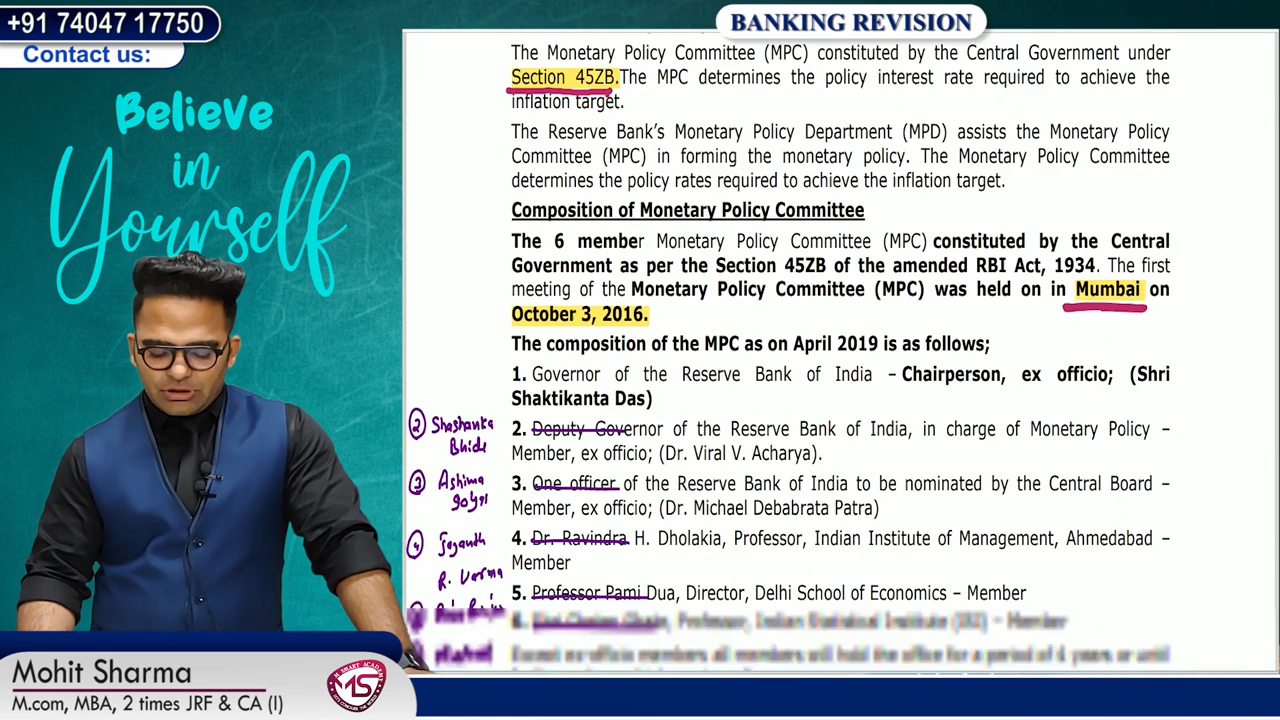 +91 74047 17750
Contact us:
BANKING REVISION
Believe
in
Yourself
The Monetary Policy Committee (MPC) constituted by the Central Government under
Section 45ZB.The MPC determines the policy interest rate required to achieve the
inflation target.
The Reserve Bank's Monetary Policy Department (MPD) assists the Monetary Policy
Committee (MPC) in forming the monetary policy. The Monetary Policy Committee
determines the policy rates required to achieve the inflation target.
Composition of Monetary Policy Committee
The 6 member Monetary Policy Committee (MPC) constituted by the Central
Government as per the Section 45ZB of the amended RBI Act, 1934. The first
meeting of the Monetary Policy Committee (MPC) was held on in Mumbai on
October 3, 2016.
The composition of the MPC as on April 2019 is as follows;
1. Governor of the Reserve Bank of India – Chairperson, ex officio; (Shri
Shaktikanta Das)
2. Deputy Governor of the Reserve Bank of India, in charge of Monetary Policy –
Member, ex officio; (Dr. Viral V. Acharya).
3. One officer of the Reserve Bank of India to be nominated by the Central Board –
Member, ex officio; (Dr. Michael Debabrata Patra)
4. Dr. Ravindra H. Dholakia, Professor, Indian Institute of Management, Ahmedabad –
Member
5. Professor Pami Dua, Director, Delhi School of Economics – Member
② Shashanka
Bhide
③ Ashima
④
R. Varma
Mohit Sharma
M.com, MBA, 2 times JRF & CA (I)
MS